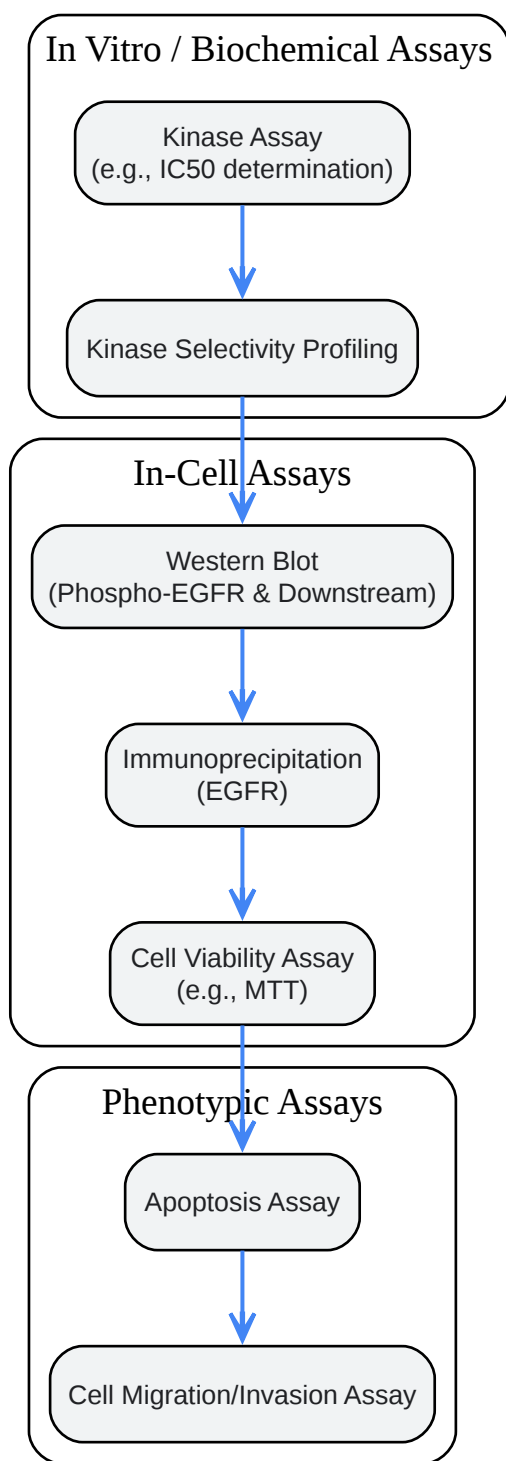 In Vitro / Biochemical Assays
Kinase Assay
(e.g., IC50 determination)
Kinase Selectivity Profiling
In-Cell Assays
Western Blot
(Phospho-EGFR & Downstream)
Immunoprecipitation
(EGFR)
Cell Viability Assay
(e.g., MTT)
Phenotypic Assays
Apoptosis Assay
Cell Migration/Invasion Assay